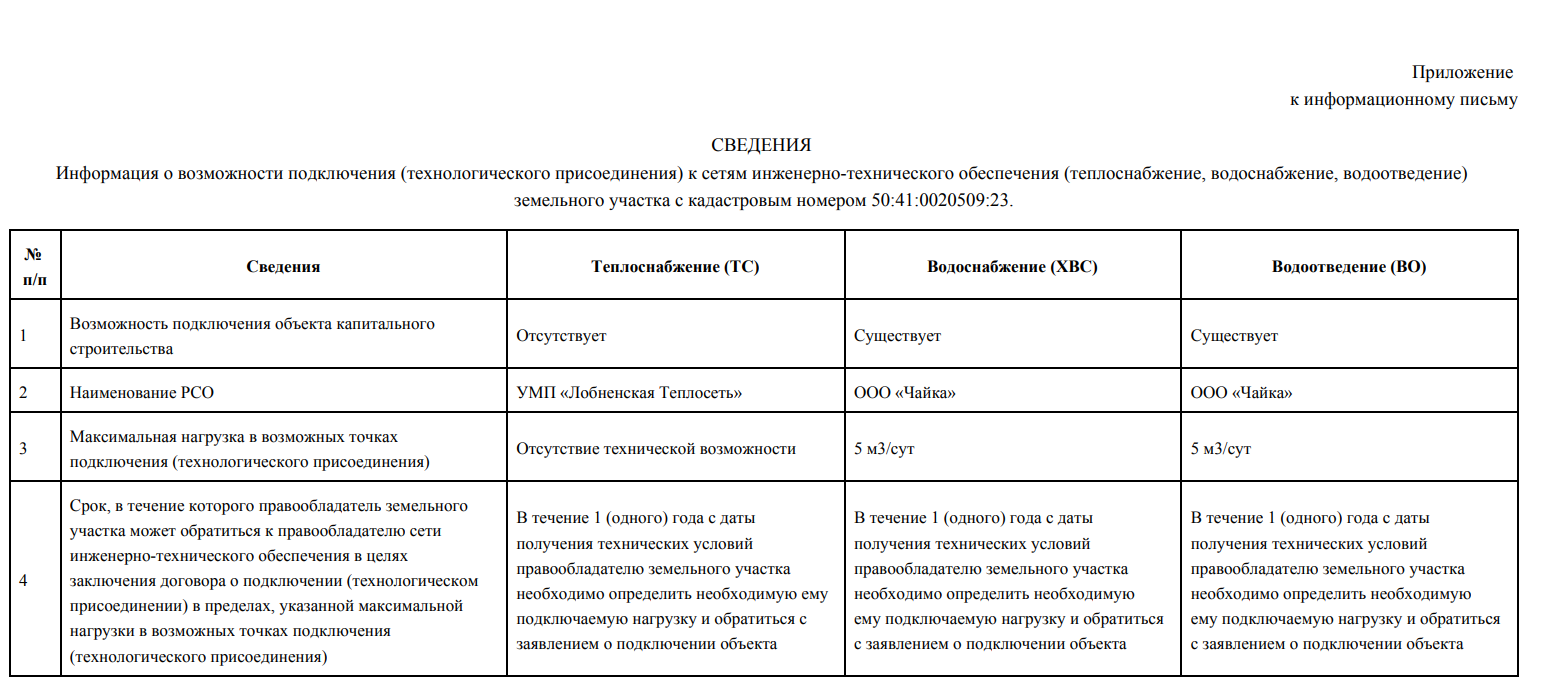 Приложение
к информационному письму
СВЕДЕНИЯ
Информация о возможности подключения (технологического присоединения) к сетям инженерно-технического обеспечения (теплоснабжение, водоснабжение, водоотведение)
земельного участка с кадастровым номером 50:41:0020509:23.
№
п/п
Сведения
Теплоснабжение (ТС)
Водоснабжение (ХВС)
Водоотведение (ВО)
1
Возможность подключения объекта капитального
строительства
Отсутствует
Существует
Существует
2
Наименование РСО
УМП «Лобненская Теплосеть»
ООО «Чайка»
ООО «Чайка»
3
Максимальная нагрузка в возможных точках
подключения (технологического присоединения)
Отсутствие технической возможности
5 м3/сут
5 м3/сут
4
Срок, в течение которого правообладатель земельного
участка может обратиться к правообладателю сети
инженерно-технического обеспечения в целях
заключения договора о подключении (технологическом
присоединении) в пределах, указанной максимальной
нагрузки в возможных точках подключения
(технологического присоединения)
В течение 1 (одного) года с даты
получения технических условий
правообладателю земельного участка
необходимо определить необходимую ему
подключаемую нагрузку и обратиться с
заявлением о подключении объекта
В течение 1 (одного) года с даты
получения технических условий
правообладателю земельного участка
необходимо определить необходимую
ему подключаемую нагрузку и обратиться
с заявлением о подключении объекта
В течение 1 (одного) года с даты
получения технических условий
правообладателю земельного участка
необходимо определить необходимую
ему подключаемую нагрузку и обратиться
с заявлением о подключении объекта